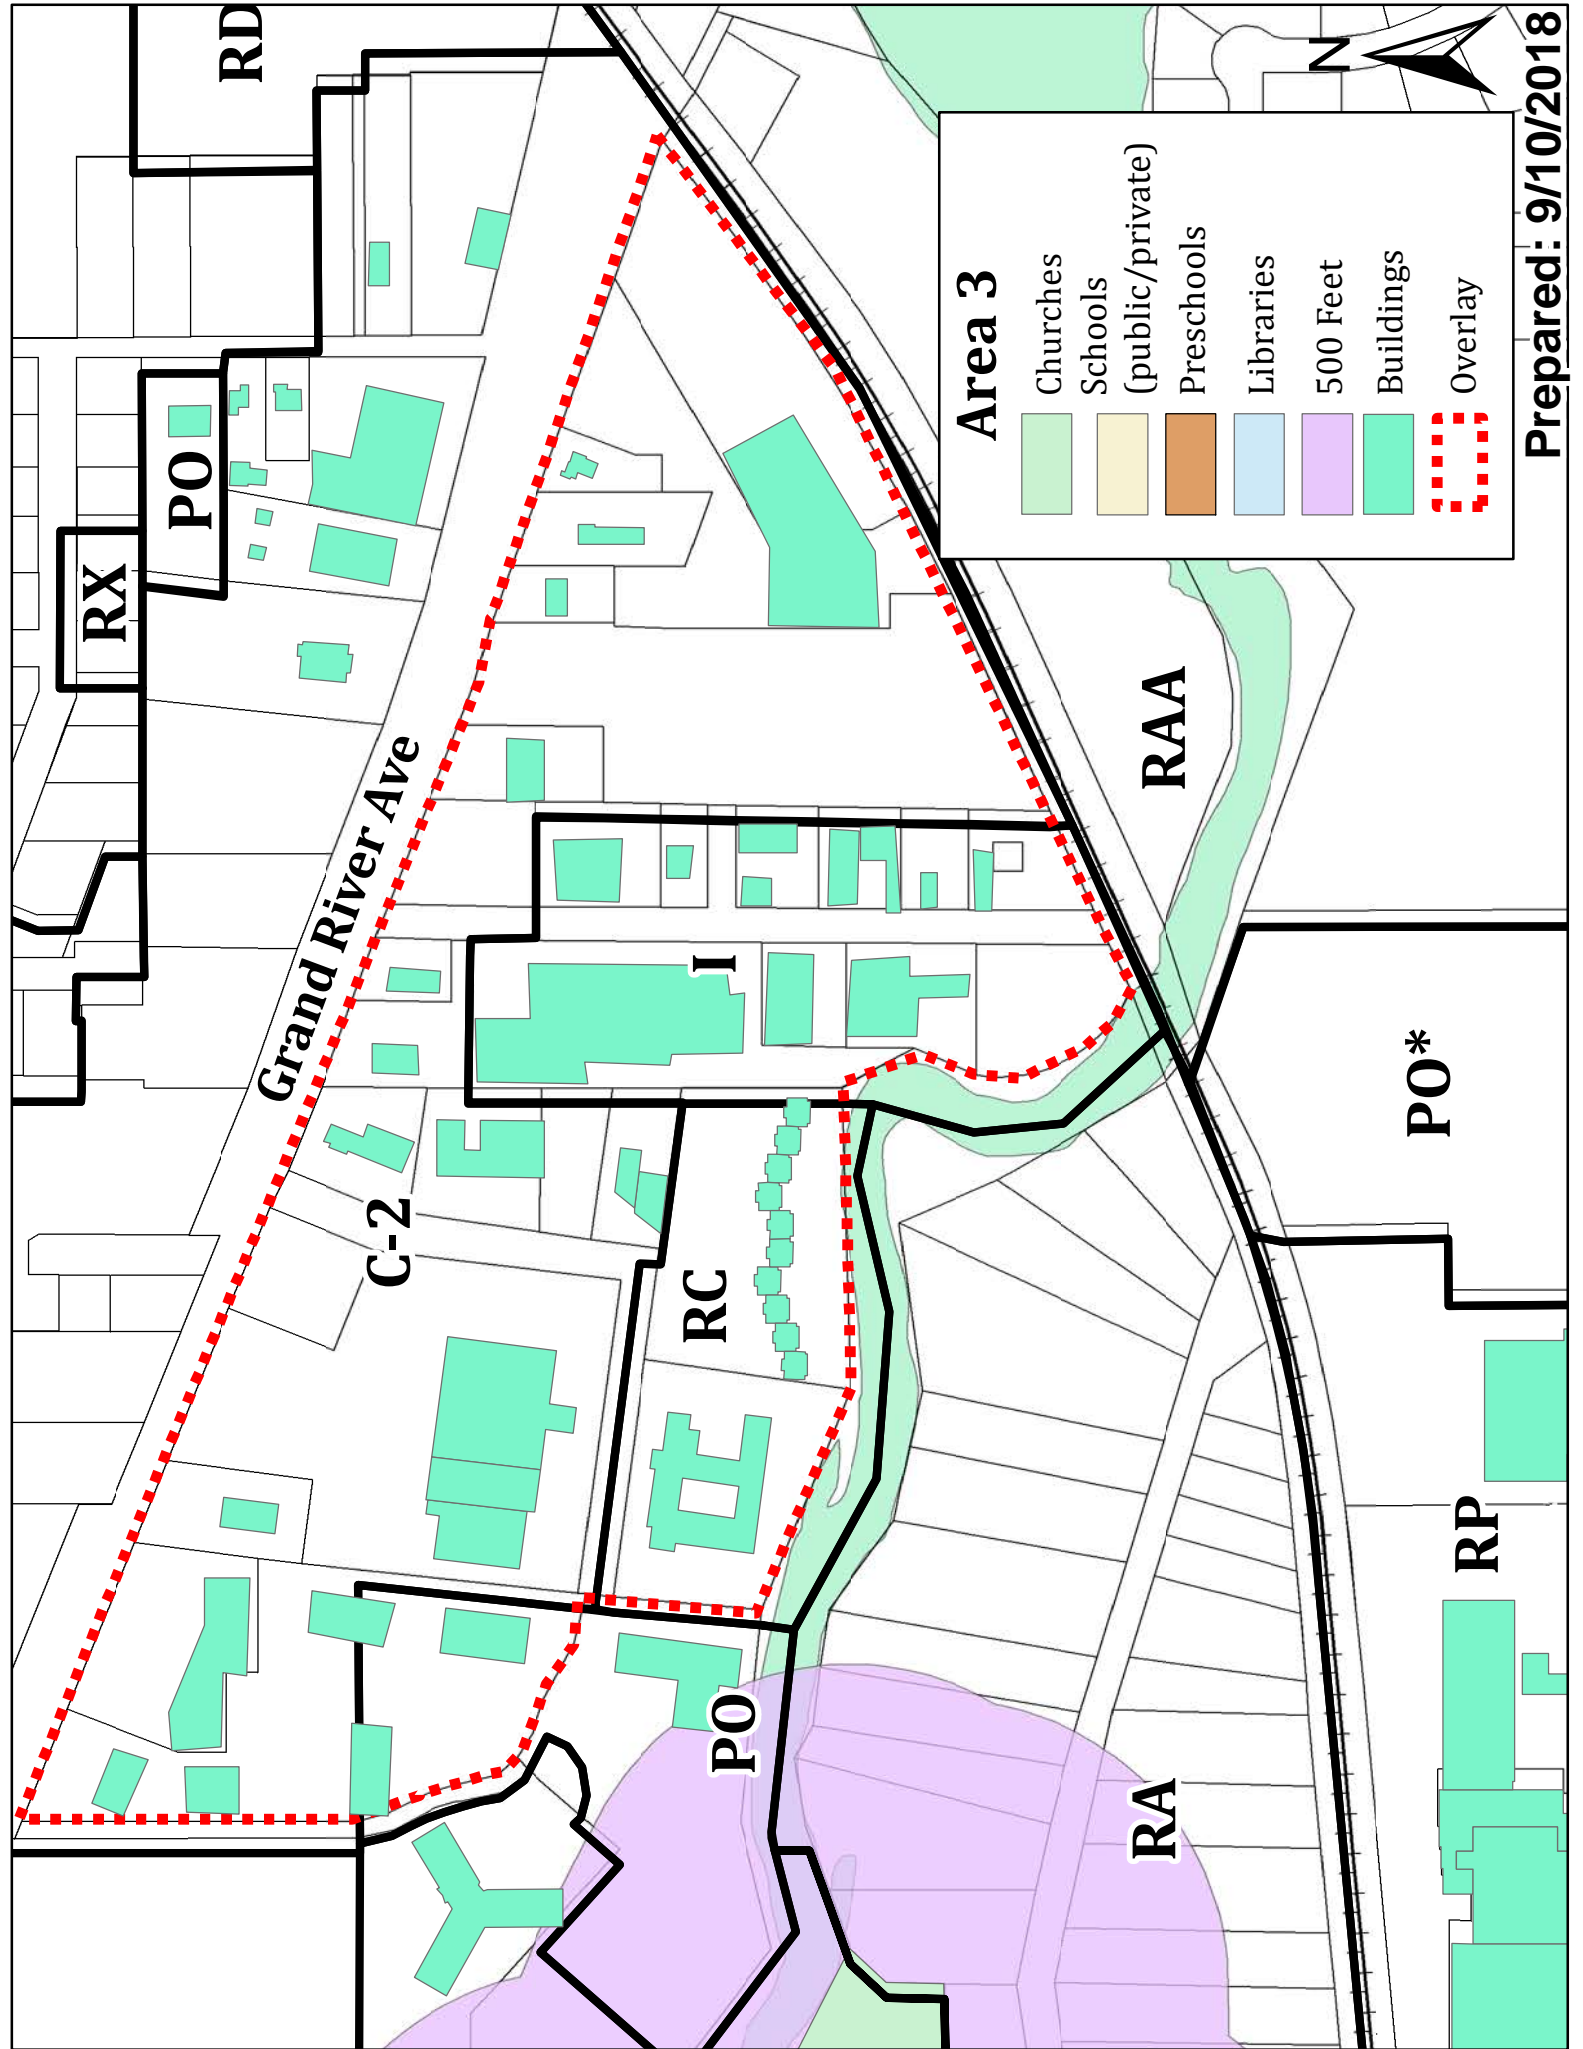 RD
PO
RX
Grand River Ave
I
C-2
RC
PO
RAA
PO*
RP
RA
N
Area 3
Churches
Schools
(public/private)
Preschools
Libraries
500 Feet
Buildings
Overlay
Prepared: 9/10/2018